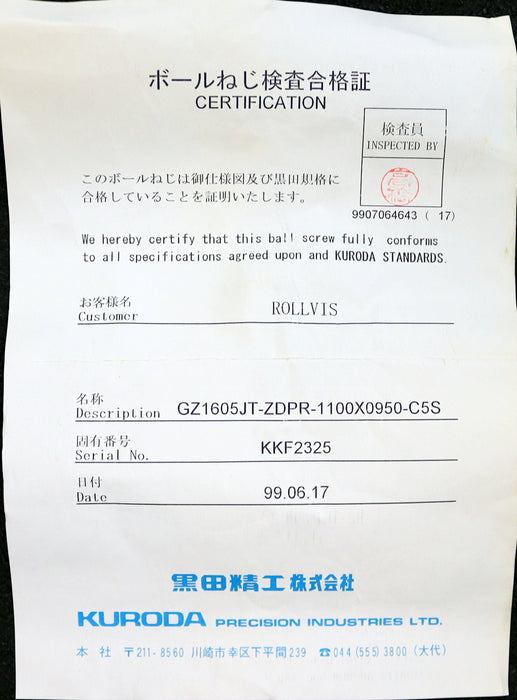 ボールねじ検査合格証
CERTIFICATION
検査員
INSPECTED BY
9907064643 ( 17)
このボールねじは御仕様図及び黒田規格に
合格していることを証明いたします。
We hereby certify that this ball screw fully conforms
to all specifications agreed upon and KURODA STANDARDS.
お客様名
Customer ROLLVIS
名称
Description GZ1605JT-ZDPR-1100X0950-C5S
固有番号
Serial No. KKF2325
日付
Date 99.06.17
黒田精工株式会社
KURODA PRECISION INDUSTRIES LTD.
本 社 〒211-8560 川崎市幸区下平間239 ☎044(555)3800(大代)